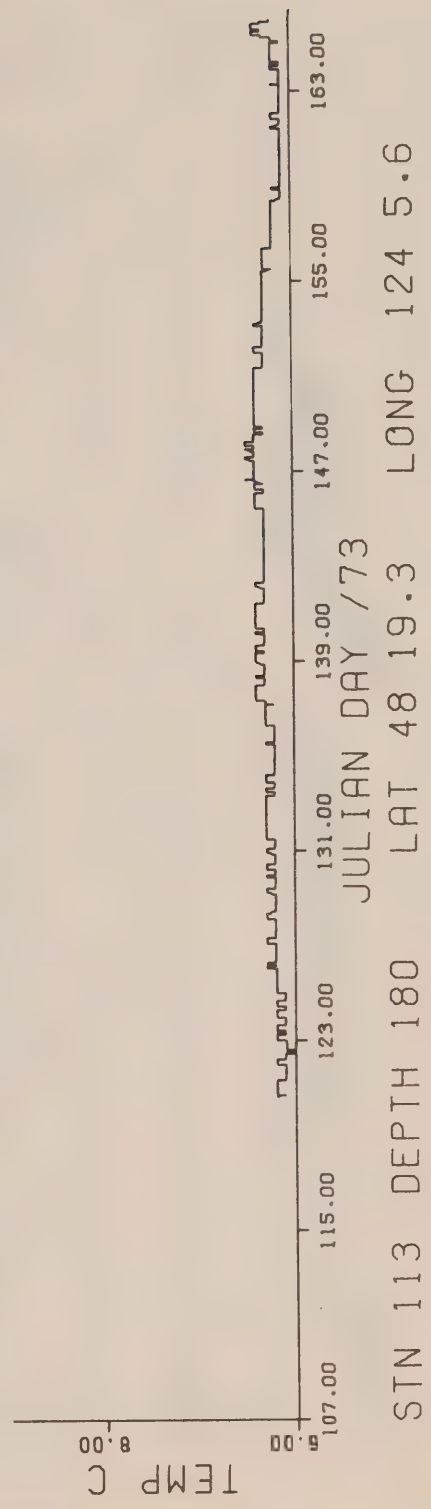 TEMP C
8.00
6.00
107.00 115.00 123.00 131.00 139.00 147.00 155.00 163.00
JULIAN DAY /73
STN 113 DEPTH 180 LAT 48 19.3 LONG 124 5.6